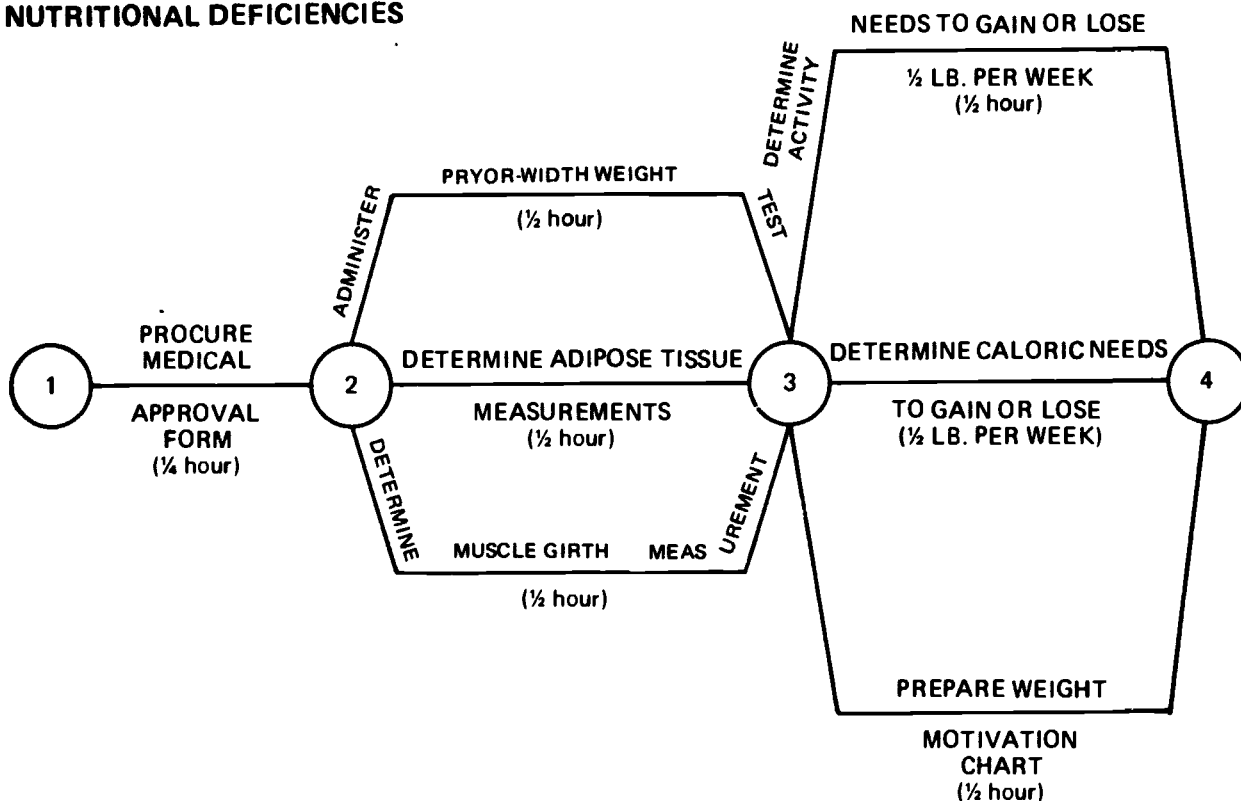 NUTRITIONAL DEFICIENCIES
1
PROCURE
MEDICAL
APPROVAL
FORM
(¼ hour)
2
ADMINISTER
PRYOR-WIDTH WEIGHT
TEST
(½ hour)
DETERMINE ADIPOSE TISSUE
MEASUREMENTS
(½ hour)
DETERMINE
MUSCLE GIRTH MEAS
UREMENT
(½ hour)
3
DETERMINE
ACTIVITY
NEEDS TO GAIN OR LOSE
½ LB. PER WEEK
(½ hour)
DETERMINE CALORIC NEEDS
TO GAIN OR LOSE
(½ LB. PER WEEK)
PREPARE WEIGHT
MOTIVATION
CHART
(½ hour)
4